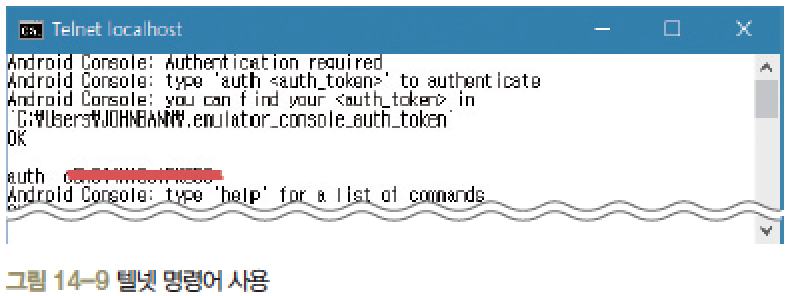 Telnet localhost
Android Console: Authentication required
Android Console: type 'auth <auth_token>' to authenticate
Android Console: you can find your <auth_token> in
'C:\Users\JOHNBANW\.emulator_console_auth_token'
OK
auth
Android Console: type 'help' for a list of commands
그림 14-9 텔넷 명령어 사용